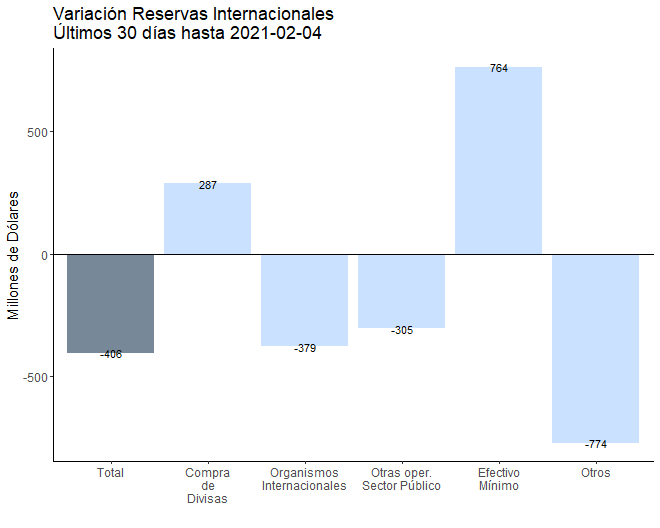 Variación Reservas Internacionales
Últimos 30 días hasta 2021-02-04
Millones de Dólares
500
0
-500
-406
287
-379
-305
764
-774
Total
Compra
de
Divisas
Organismos
Internacionales
Otras oper.
Sector Público
Efectivo
Mínimo
Otros